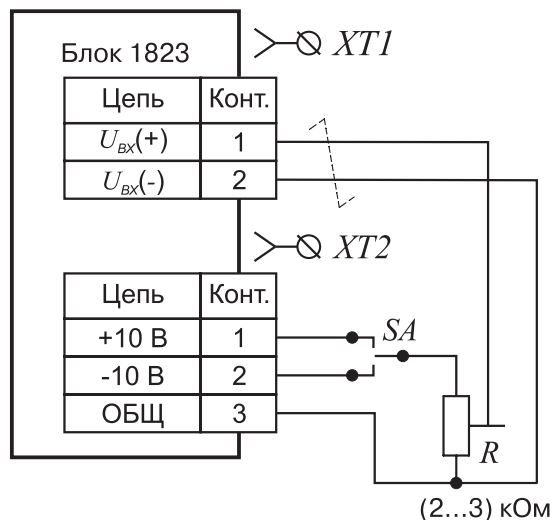 Блок 1823
XT1
Цепь Конт.
UВХ(+) 1
UВХ(-) 2
XT2
Цепь Конт.
+10 В 1
-10 В 2
ОБЩ 3
SA
R
(2...3) кОм